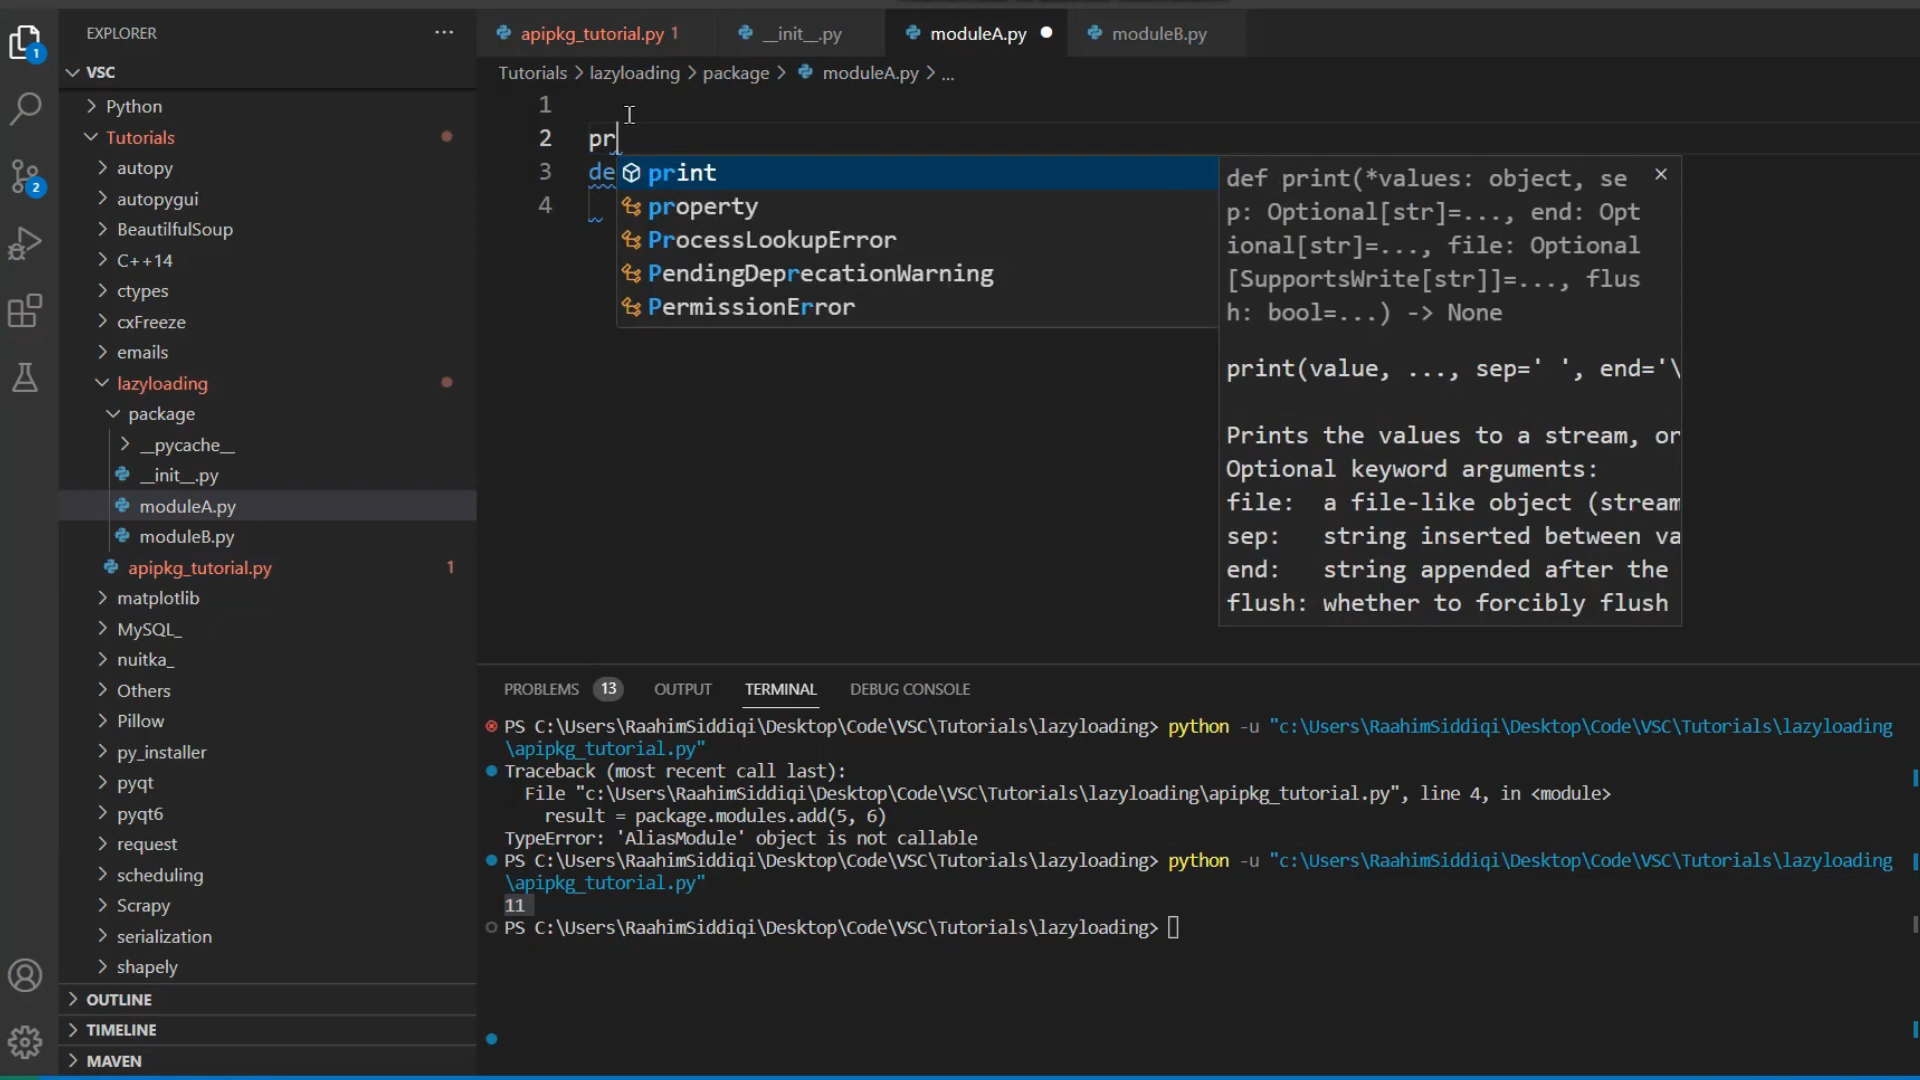 EXPLORER
VSC
Python
Tutorials
autopy
autopygui
BeautilfulSoup
C++14
ctypes
cxFreeze
emails
lazyloading
package
__pycache__
__init__.py
moduleA.py
moduleB.py
apipkg_tutorial.py 1
matplotlib
MySQL_
nuitka_
Others
Pillow
py_installer
pyqt
pyqt6
request
scheduling
Scrapy
serialization
shapely
OUTLINE
TIMELINE
MAVEN
1
2
apipkg_tutorial.py 1 __init__.py moduleA.py moduleB.py
Tutorials > lazyloading > package > moduleA.py > ...
1
2 pr
3 de
4
print
property
ProcessLookupError
PendingDeprecationWarning
PermissionError
def print(*values: object, se
p: Optional[str]=..., end: Opt
ional[str]=..., file: Optional
[SupportsWrite[str]]=..., flus
h: bool=...) -> None
print(value, ..., sep=' ', end='\
Prints the values to a stream, or
Optional keyword arguments:
file: a file-like object (stream
sep: string inserted between va
end: string appended after the
flush: whether to forcibly flush
PROBLEMS 13 OUTPUT TERMINAL DEBUG CONSOLE
PS C:\Users\RaahimSiddiqi\Desktop\Code\VSC\Tutorials\lazyloading> python -u "c:\Users\RaahimSiddiqi\Desktop\Code\VSC\Tutorials\lazyloading
\apipkg_tutorial.py"
Traceback (most recent call last):
File "c:\Users\RaahimSiddiqi\Desktop\Code\VSC\Tutorials\lazyloading\apipkg_tutorial.py", line 4, in <module>
result = package.modules.add(5, 6)
TypeError: 'AliasModule' object is not callable
PS C:\Users\RaahimSiddiqi\Desktop\Code\VSC\Tutorials\lazyloading> python -u "c:\Users\RaahimSiddiqi\Desktop\Code\VSC\Tutorials\lazyloading
\apipkg_tutorial.py"
11
PS C:\Users\RaahimSiddiqi\Desktop\Code\VSC\Tutorials\lazyloading>